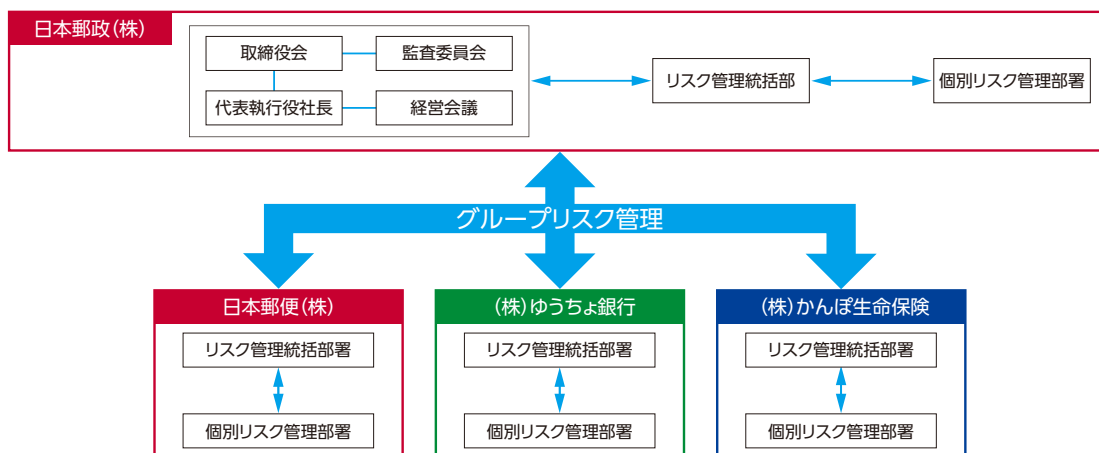 日本郵政(株)
取締役会
監査委員会
代表執行役社長
経営会議
リスク管理統括部
個別リスク管理部署
グループリスク管理
日本郵便(株)
リスク管理統括部署
個別リスク管理部署
(株)ゆうちょ銀行
リスク管理統括部署
個別リスク管理部署
(株)かんぽ生命保険
リスク管理統括部署
個別リスク管理部署